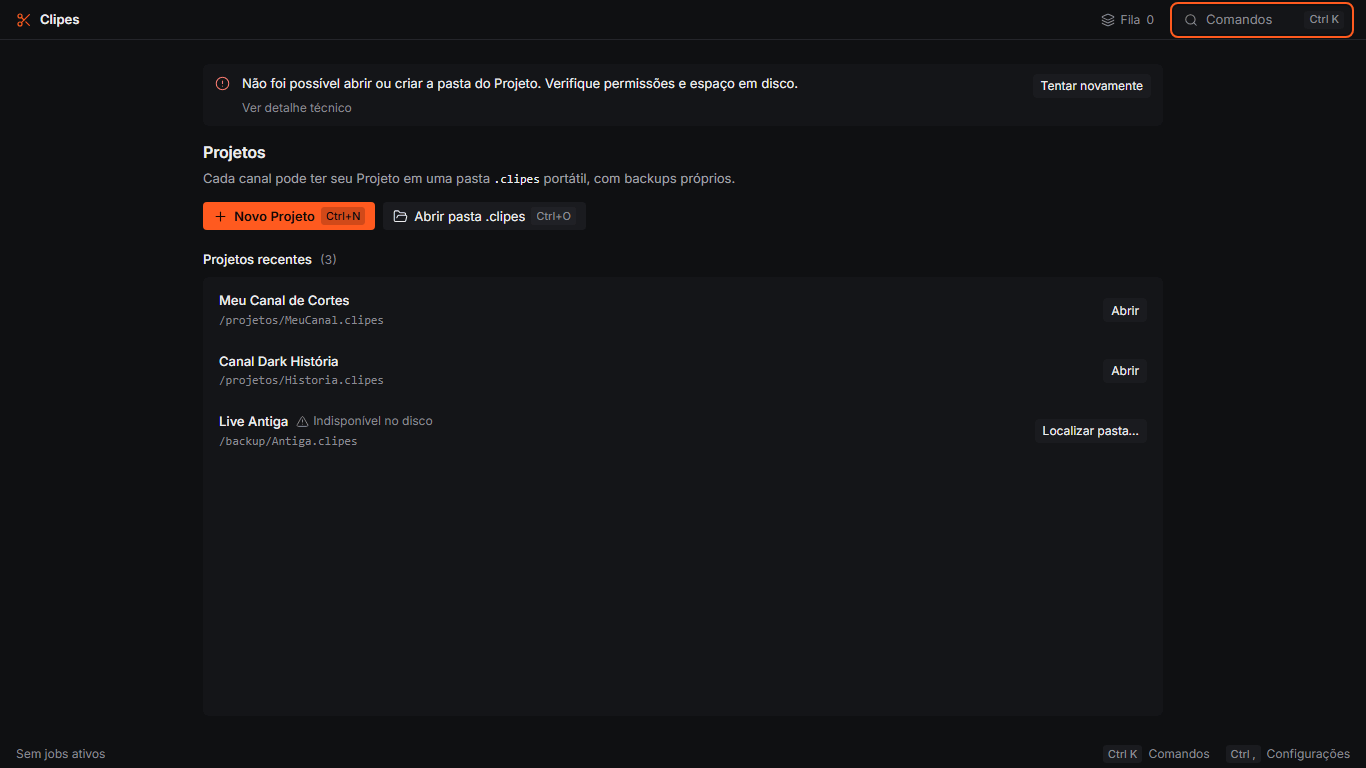 Clipes
Fila 0
Comandos Ctrl K
Não foi possível abrir ou criar a pasta do Projeto. Verifique permissões e espaço em disco.
Ver detalhe técnico
Tentar novamente
Projetos
Cada canal pode ter seu Projeto em uma pasta .clipes portátil, com backups próprios.
Novo Projeto Ctrl+N
Abrir pasta .clipes Ctrl+O
Projetos recentes (3)
Meu Canal de Cortes
/projetos/MeuCanal.clipes
Abrir
Canal Dark História
/projetos/Historia.clipes
Abrir
Live Antiga Indisponível no disco
/backup/Antiga.clipes
Localizar pasta...
Sem jobs ativos
Ctrl K Comandos
Ctrl , Configurações